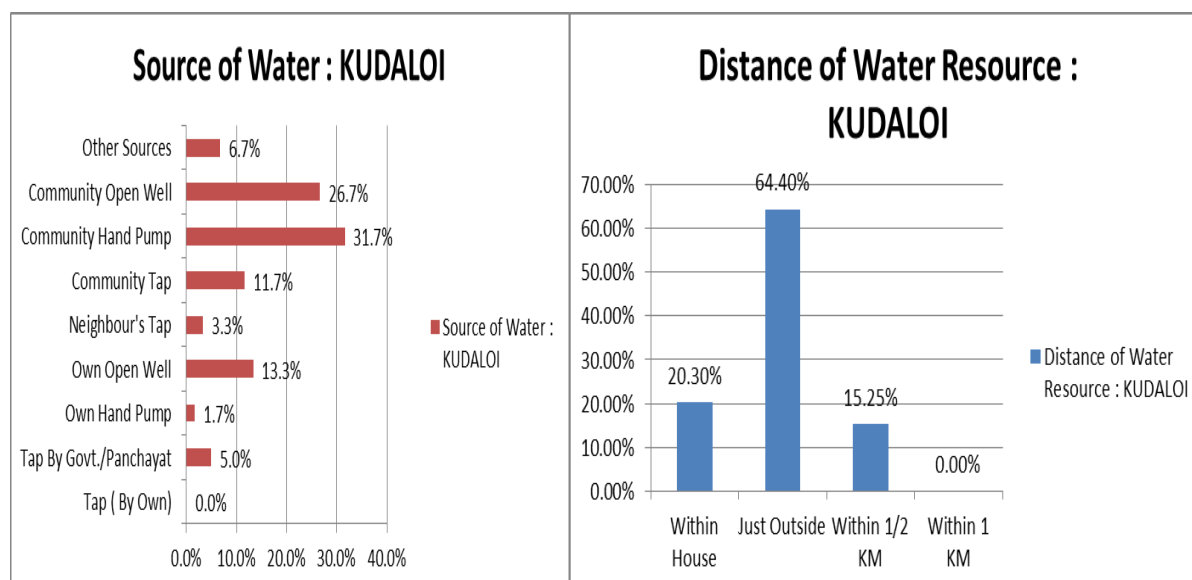 Source of Water : KUDALOI
Other Sources
6.7%
Community Open Well
26.7%
Community Hand Pump
31.7%
Community Tap
11.7%
Neighbour's Tap
3.3%
Own Open Well
13.3%
Own Hand Pump
1.7%
Tap By Govt./Panchayat
5.0%
Tap ( By Own)
0.0%
0.0% 10.0% 20.0% 30.0% 40.0%
Source of Water :
KUDALOI
Distance of Water Resource :
KUDALOI
70.00%
60.00%
50.00%
40.00%
30.00%
20.00%
10.00%
0.00%
20.30%
64.40%
15.25%
0.00%
Within House
Just Outside
Within 1/2 KM
Within 1 KM
Distance of Water
Resource : KUDALOI